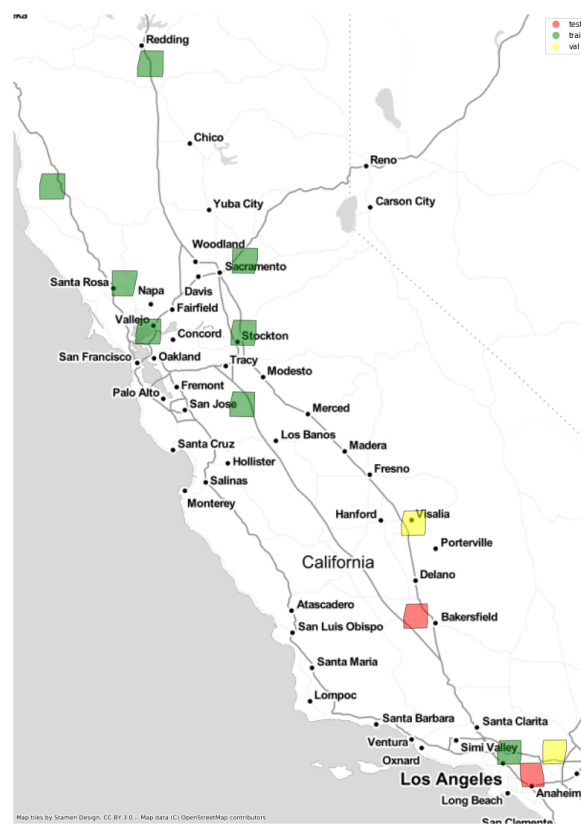 Redding
test
trai
val
Chico
Reno
Yuba City
Carson City
Woodland
Sacramento
Santa Rosa
Napa
Davis
Fairfield
Vallejo
Concord
Stockton
San Francisco
Oakland
Tracy
Modesto
Palo Alto
Fremont
San Jose
Merced
Los Banos
Santa Cruz
Madera
Hollister
Fresno
Salinas
Monterey
Hanford
Visalia
Porterville
California
Delano
Atascadero
Bakersfield
San Luis Obispo
Santa Maria
Lompoc
Santa Barbara
Santa Clarita
Ventura
Simi Valley
Oxnard
Los Angeles
Anaheim
Long Beach
San Clemente
Map tiles by Stamen Design, CC BY 3.0 -- Map data (C) OpenStreetMap contributors